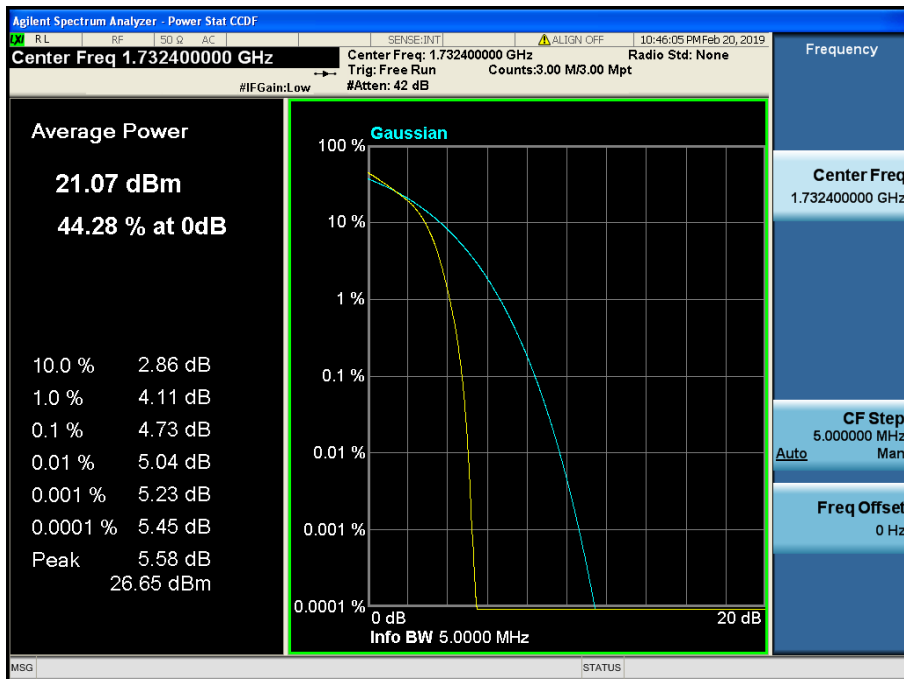 Agilent Spectrum Analyzer - Power Stat CCDF
LXI RL RF 50 Ω AC SENSE:INT ALIGN OFF 10:46:05 PM Feb 20, 2019
Center Freq 1.732400000 GHz
Center Freq: 1.732400000 GHz Radio Std: None
Trig: Free Run Counts:3.00 M/3.00 Mpt
#IFGain:Low #Atten: 42 dB
Average Power
21.07 dBm
44.28 % at 0dB
10.0 % 2.86 dB
1.0 % 4.11 dB
0.1 % 4.73 dB
0.01 % 5.04 dB
0.001 % 5.23 dB
0.0001 % 5.45 dB
Peak 5.58 dB
26.65 dBm
Gaussian
100 %
10 %
1 %
0.1 %
0.01 %
0.001 %
0.0001 %
0 dB 20 dB
Info BW 5.0000 MHz
Frequency
Center Freq
1.732400000 GHz
CF Step
5.000000 MHz
Auto Man
Freq Offset
0 Hz
MSG STATUS